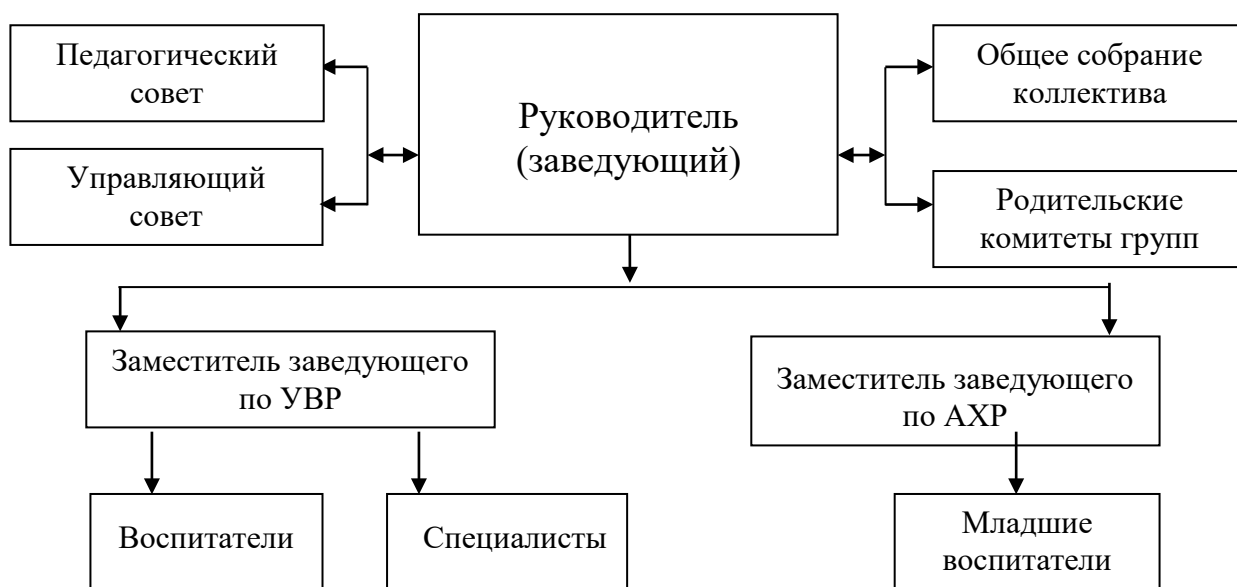 Педагогический
совет
Управляющий
совет
Руководитель
(заведующий)
Общее собрание
коллектива
Родительские
комитеты групп
Заместитель заведующего
по УВР
Заместитель заведующего
по АХР
Воспитатели
Специалисты
Младшие
воспитатели